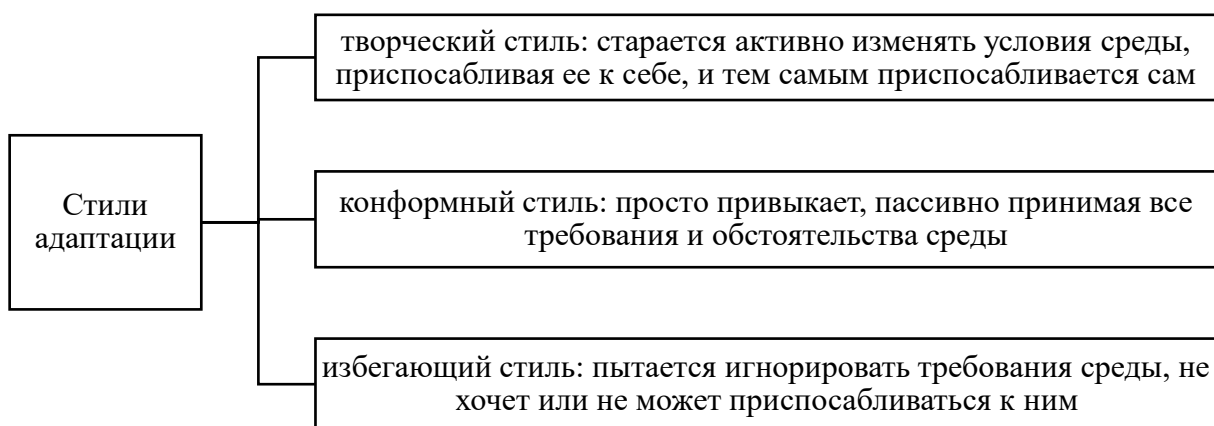 творческий стиль: старается активно изменять условия среды,
приспосабливая ее к себе, и тем самым приспосабливается сам
Стили
адаптации
конформный стиль: просто привыкает, пассивно принимая все
требования и обстоятельства среды
избегающий стиль: пытается игнорировать требования среды, не
хочет или не может приспосабливаться к ним